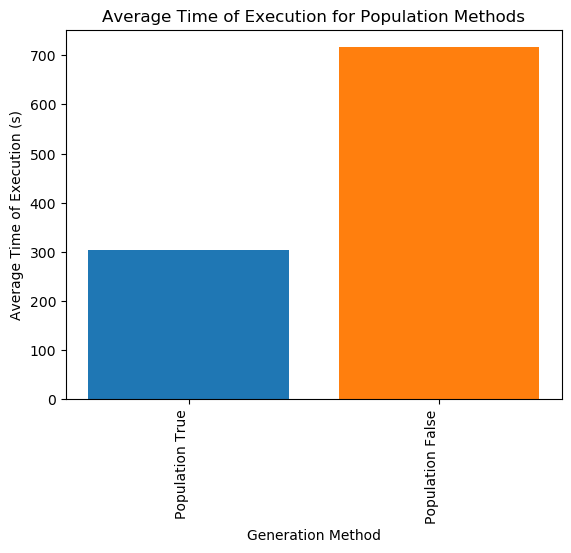 Average Time of Execution for Population Methods
Average Time of Execution (s)
700
600
500
400
300
200
100
0
Population True
Population False
Generation Method